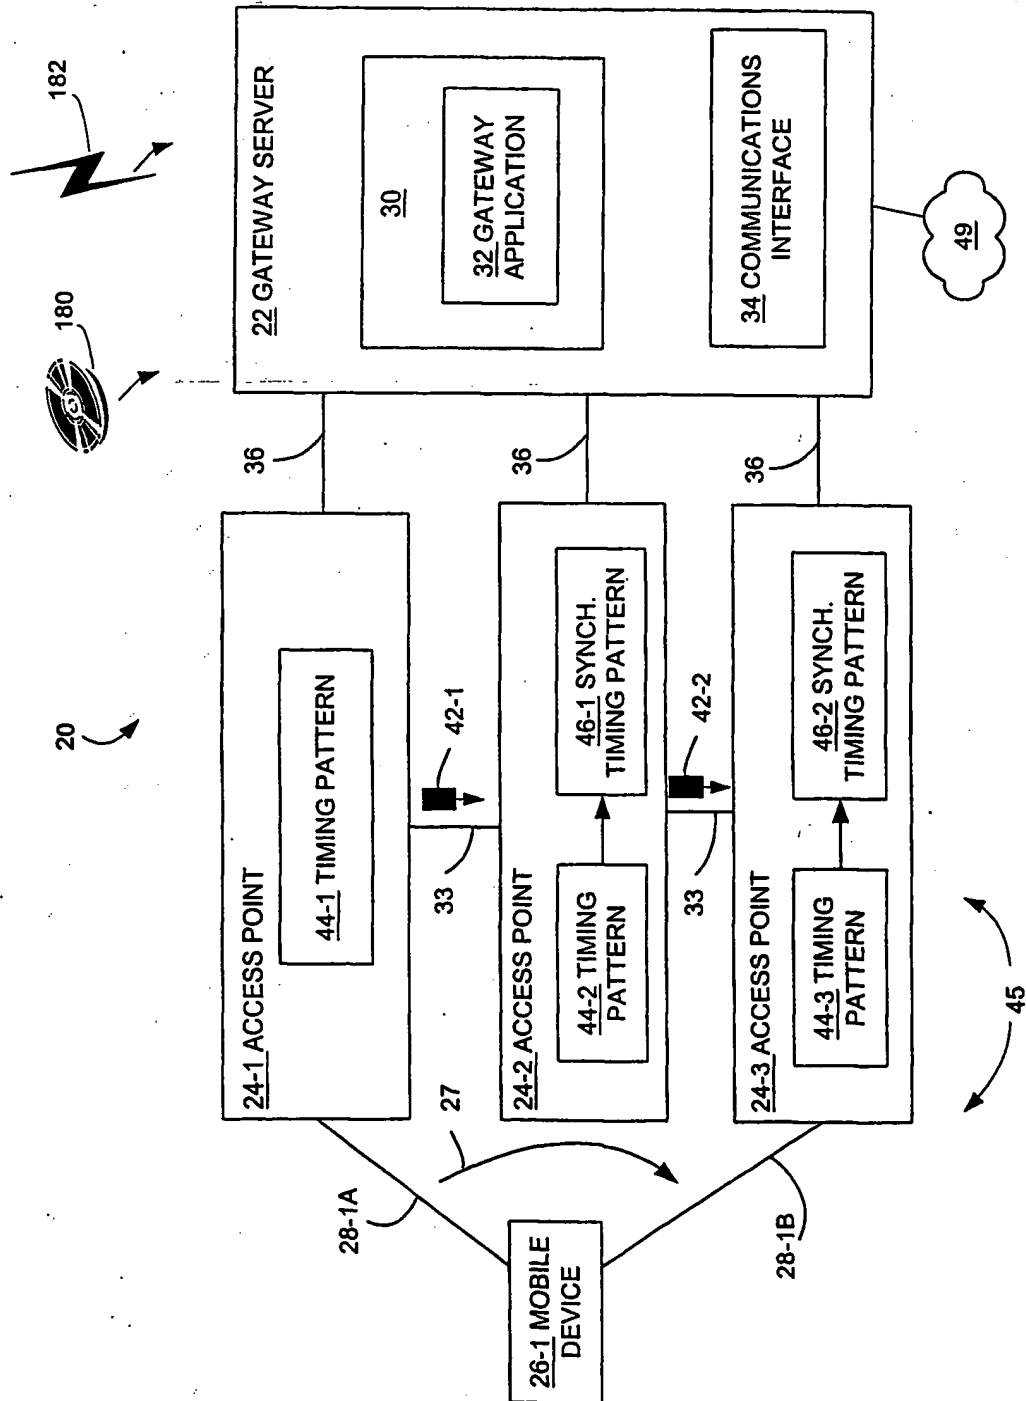 182
180
22 GATEWAY SERVER
30
32 GATEWAY
APPLICATION
34 COMMUNICATIONS
INTERFACE
49
36
36
36
20
24-1 ACCESS POINT
44-1 TIMING PATTERN
42-1
33
24-2 ACCESS POINT
44-2 TIMING
PATTERN
46-1 SYNCH.
TIMING PATTERN
42-2
33
24-3 ACCESS POINT
44-3 TIMING
PATTERN
46-2 SYNCH.
TIMING PATTERN
45
27
28-1A
28-1B
26-1 MOBILE
DEVICE